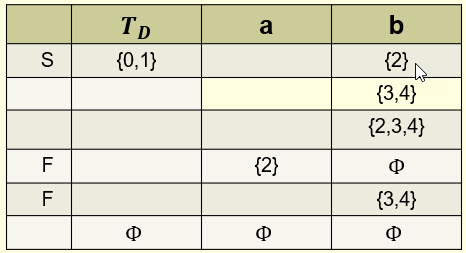 T_D a b
S {0,1} {2}
{3,4}
{2,3,4}
F {2} Φ
F {3,4}
Φ Φ Φ